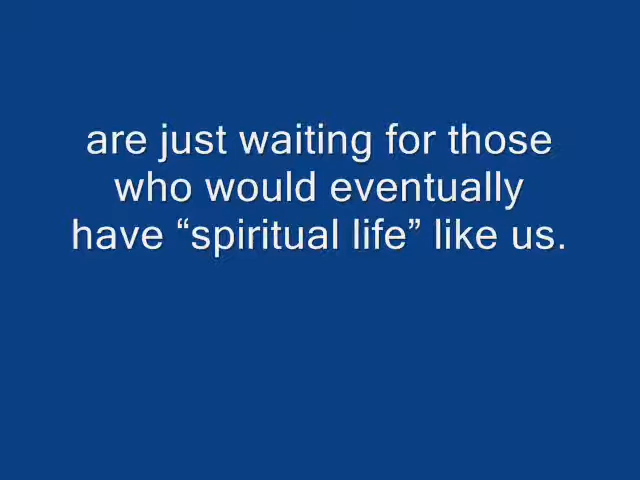 are just waiting for those
who would eventually
have “spiritual life” like us.